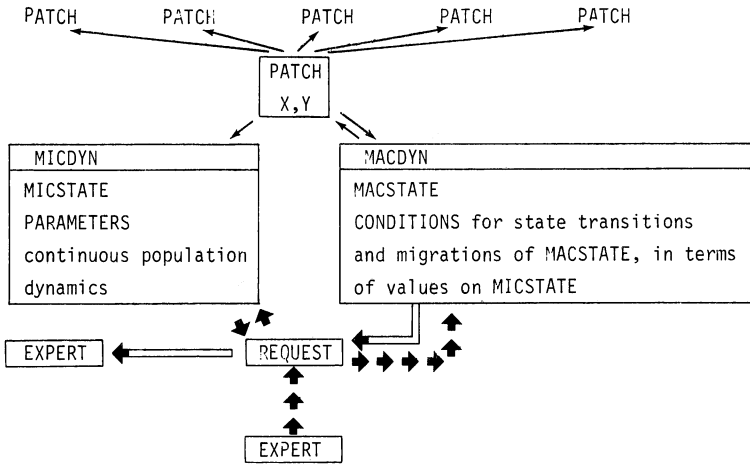 PATCH PATCH PATCH PATCH PATCH
PATCH
X,Y
MICDYN
MICSTATE
PARAMETERS
continuous population
dynamics
MACDYN
MACSTATE
CONDITIONS for state transitions
and migrations of MACSTATE, in terms
of values on MICSTATE
EXPERT
REQUEST
EXPERT